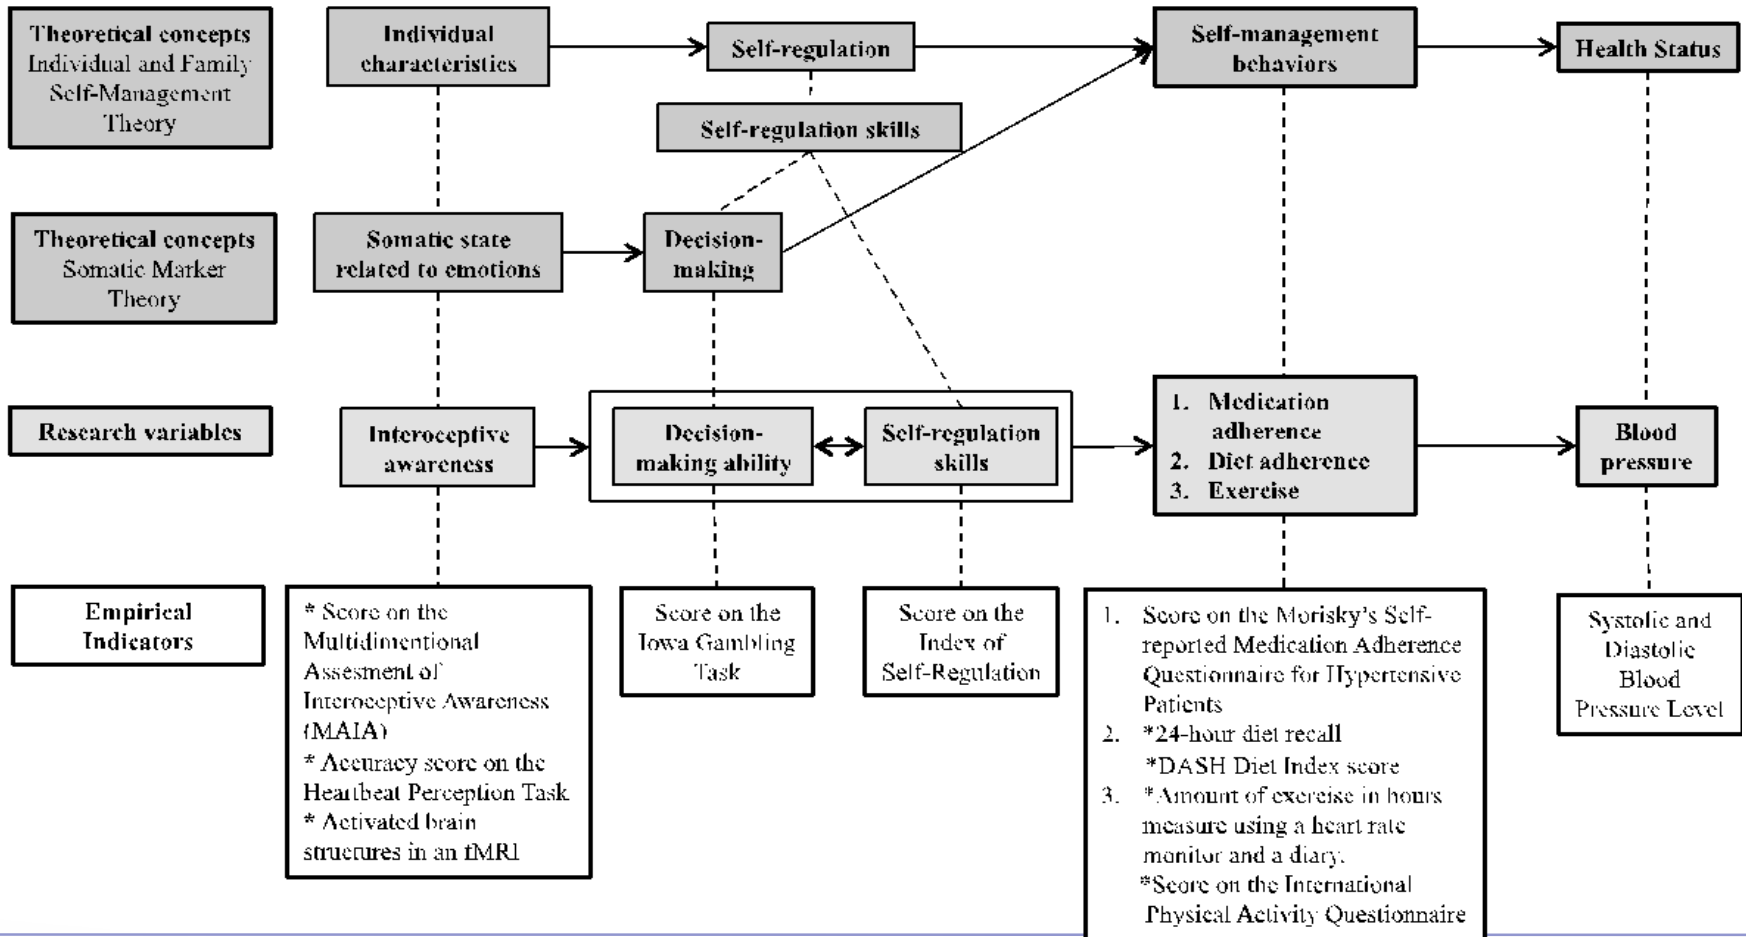 Theoretical concepts
Individual and Family
Self-Management
Theory
Individual
characteristics
Self-regulation
Self-management
behaviors
Health Status
Self-regulation skills
Theoretical concepts
Somatic Marker
Theory
Somatic state
related to emotions
Decision-
making
Research variables
Interoceptive
awareness
Decision-
making ability
Self-regulation
skills
1. Medication
adherence
2. Diet adherence
3. Exercise
Blood
pressure
Empirical
Indicators
* Score on the
Multidimentional
Assesment of
Interoceptive Awareness
(MAIA)
* Accuracy score on the
Heartbeat Perception Task
* Activated brain
structures in an fMRI
Score on the
Iowa Gambling
Task
Score on the
Index of
Self-Regulation
1. Score on the Morisky's Self-
reported Medication Adherence
Questionnaire for Hypertensive
Patients
2. *24-hour diet recall
*DASH Diet Index score
3. *Amount of exercise in hours
measure using a heart rate
monitor and a diary.
*Score on the International
Physical Activity Questionnaire
Systolic and
Diastolic
Blood
Pressure Level